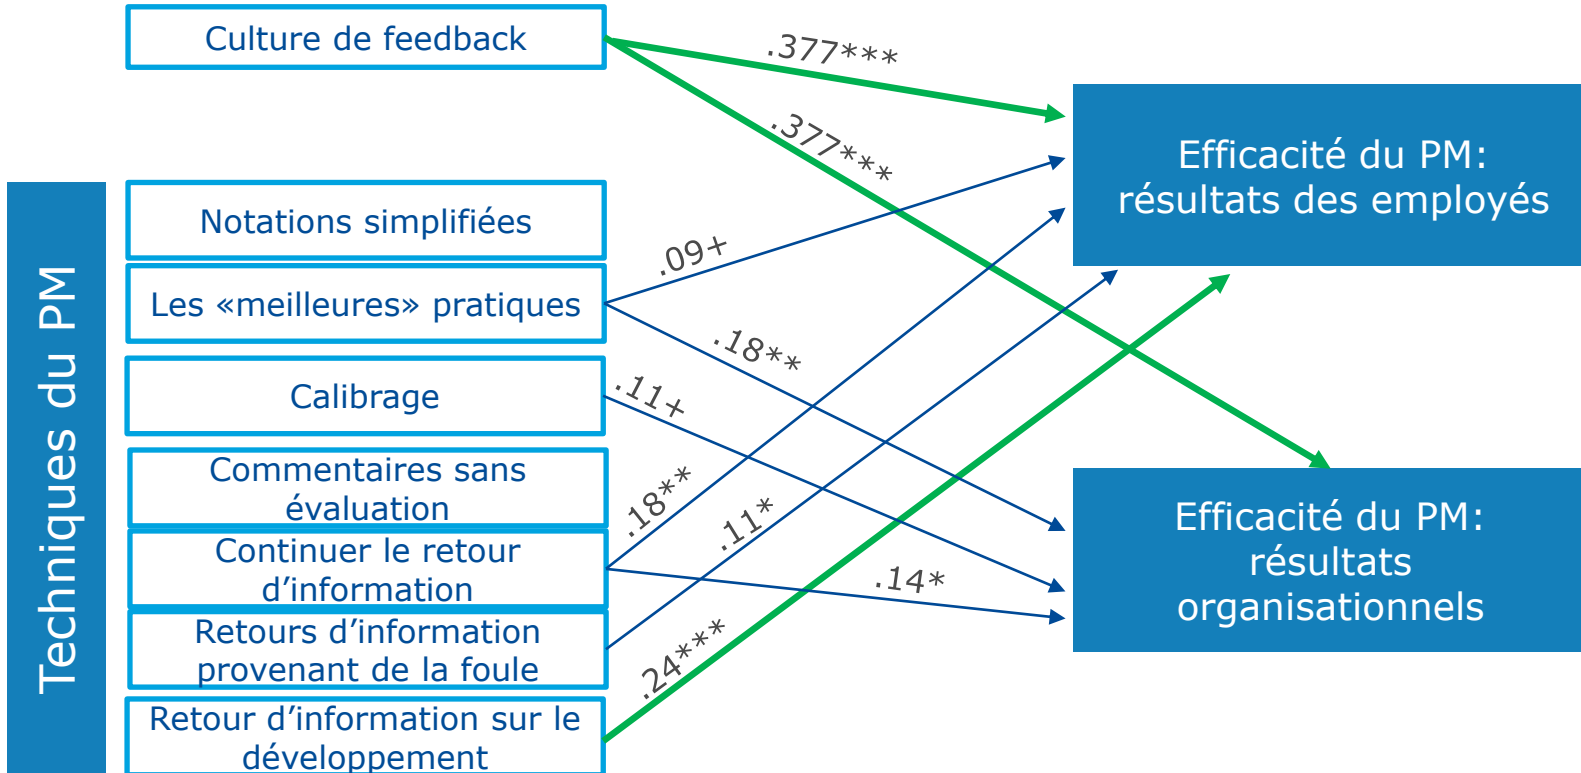 Culture de feedback
.377***
.377***
Efficacité du PM:
résultats des employés
Techniques du PM
Notations simplifiées
.09+
Les «meilleures» pratiques
.18**
Calibrage
.11+
Commentaires sans
évaluation
.18**
.11*
Efficacité du PM:
résultats
organisationnels
Continuer le retour
d’information
.14*
Retours d’information
provenant de la foule
.24***
Retour d’information sur le
développement